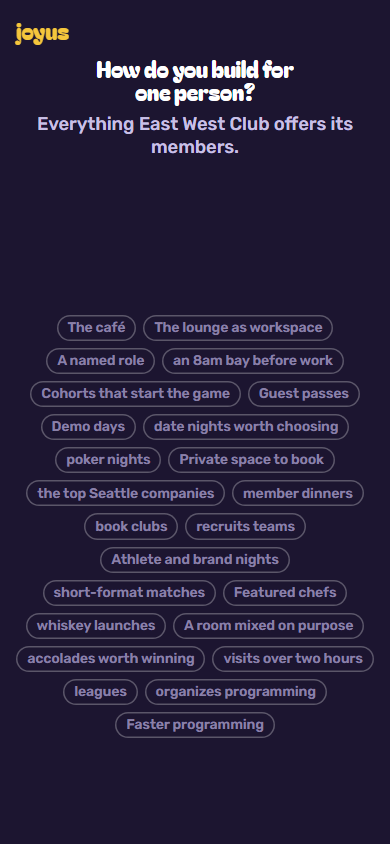 joyus
How do you build for
one person?
Everything East West Club offers its
members.
The café
The lounge as workspace
A named role
an 8am bay before work
Cohorts that start the game
Guest passes
Demo days
date nights worth choosing
poker nights
Private space to book
the top Seattle companies
member dinners
book clubs
recruits teams
Athlete and brand nights
short-format matches
Featured chefs
whiskey launches
A room mixed on purpose
accolades worth winning
visits over two hours
leagues
organizes programming
Faster programming